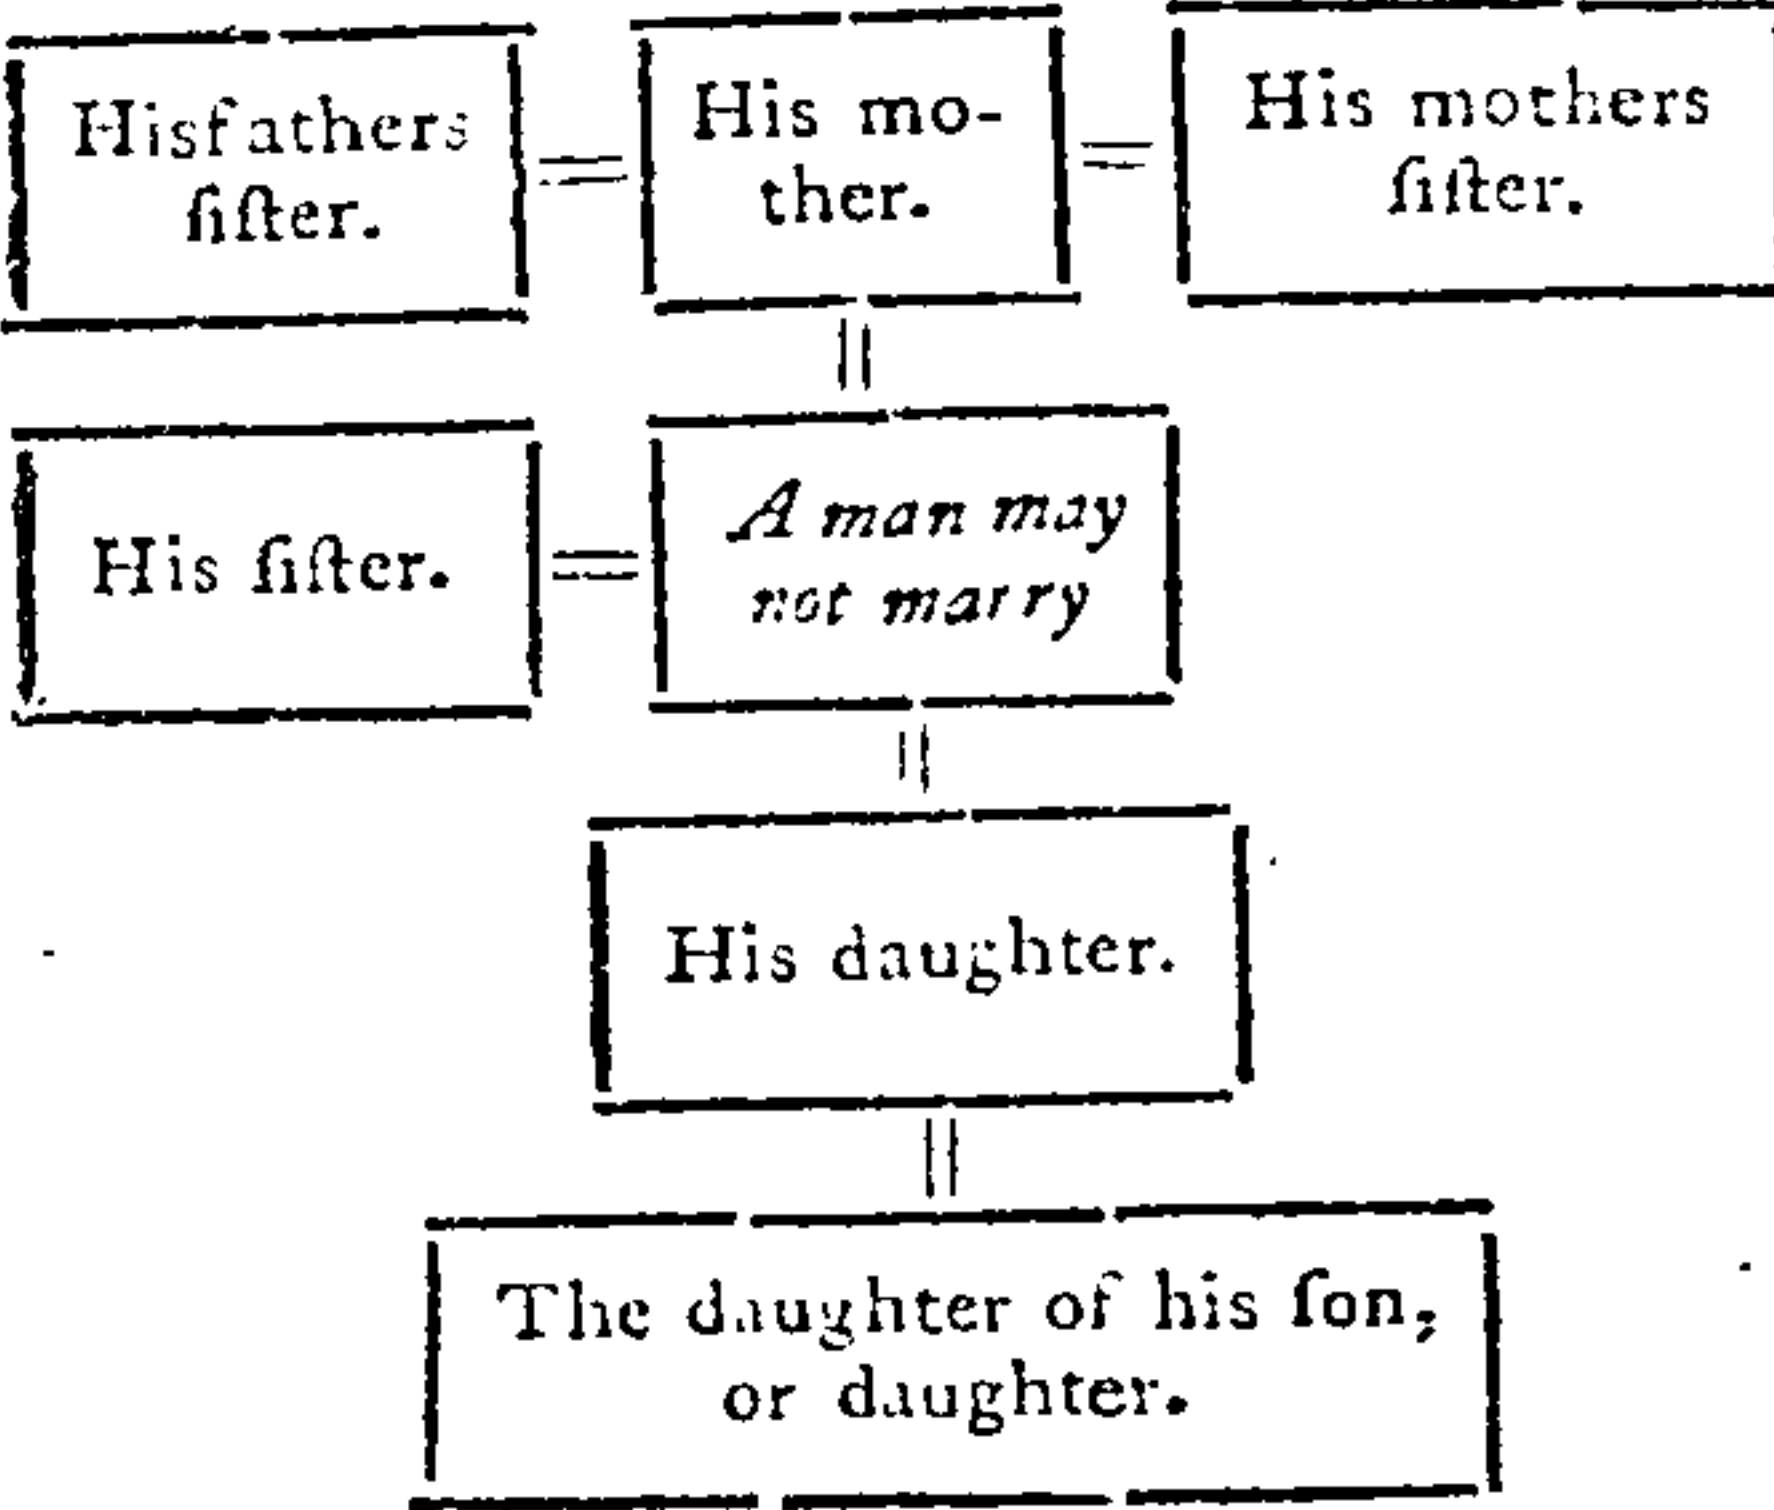 Hisfathers
ſiſter.
His mo-
ther.
His mothers
ſiſter.
His ſiſter.
A man may
not marry
His daughter.
The daughter of his ſon,
or daughter.